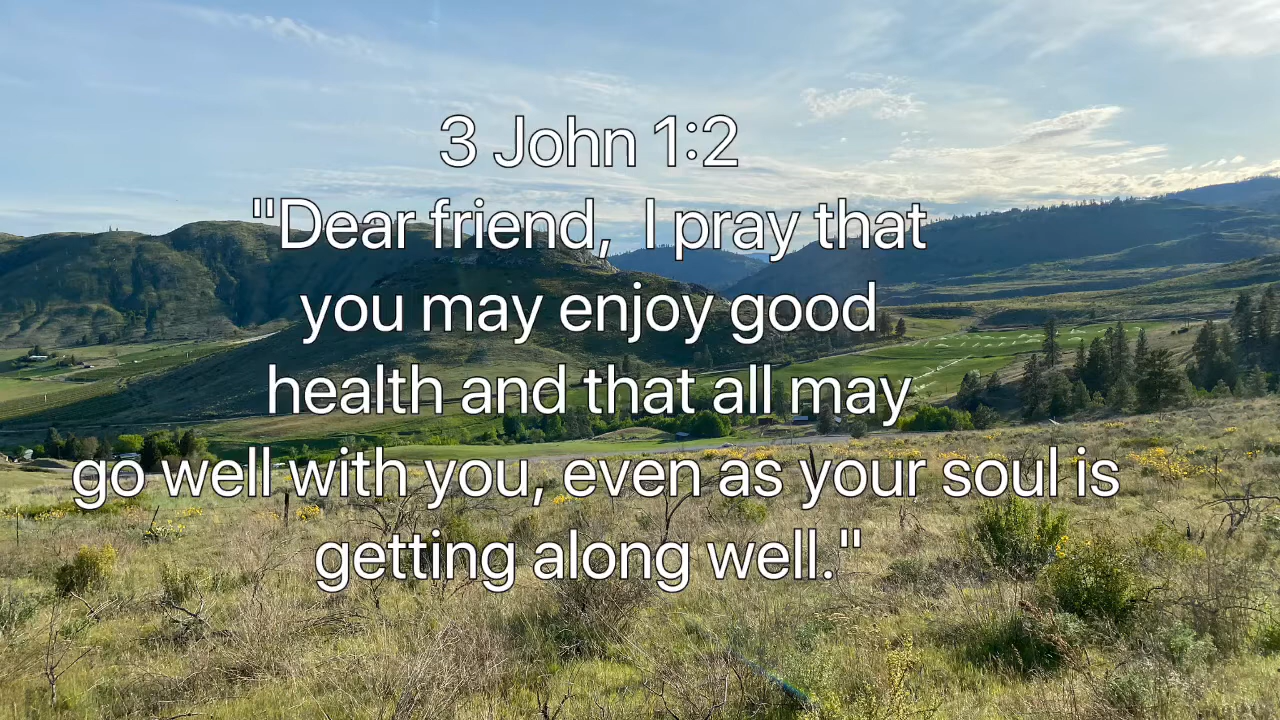 3 John 1:2
"Dear friend, I pray that
you may enjoy good
health and that all may
go well with you, even as your soul is
getting along well."